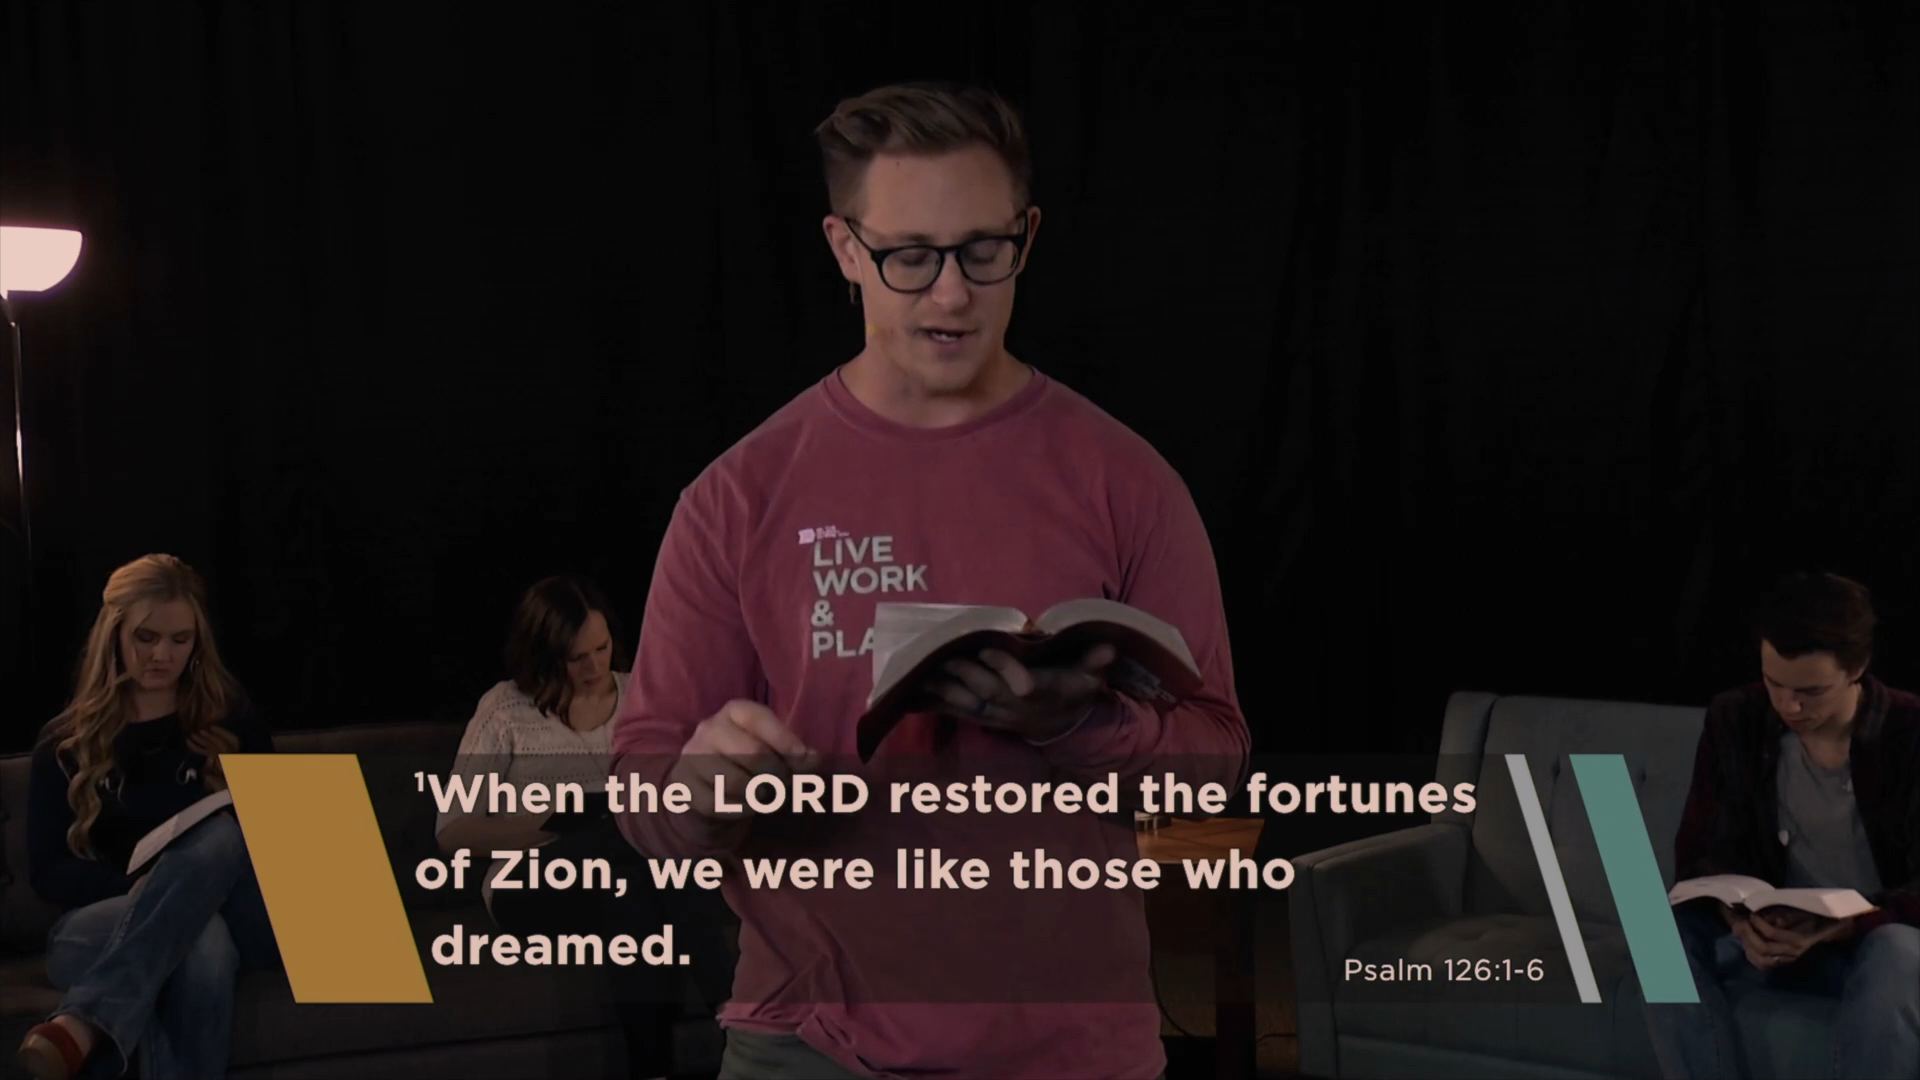 LIVE
WORK
&
PLA
¹When the LORD restored the fortunes
of Zion, we were like those who
dreamed.
Psalm 126:1-6